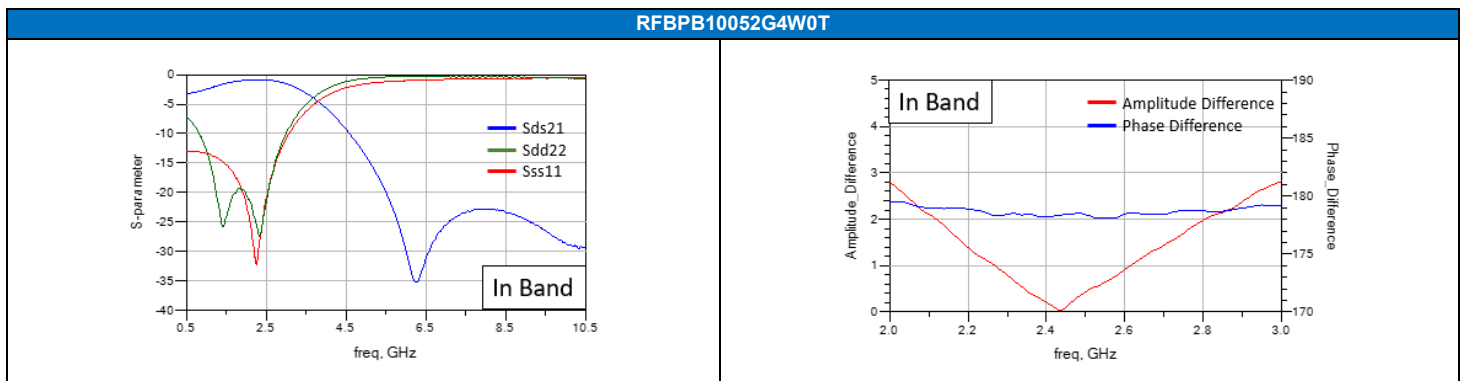 RFBPB10052G4W0T
S-parameter
0
-5
-10
-15
-20
-25
-30
-35
-40
Sds21
Sdd22
Sss11
In Band
0.5 2.5 4.5 6.5 8.5 10.5
freq, GHz
Amplitude_Difference
5
4
3
2
1
0
In Band
Amplitude Difference
Phase Difference
190
185
180
175
170
Phase_Difference
2.0 2.2 2.4 2.6 2.8 3.0
freq, GHz